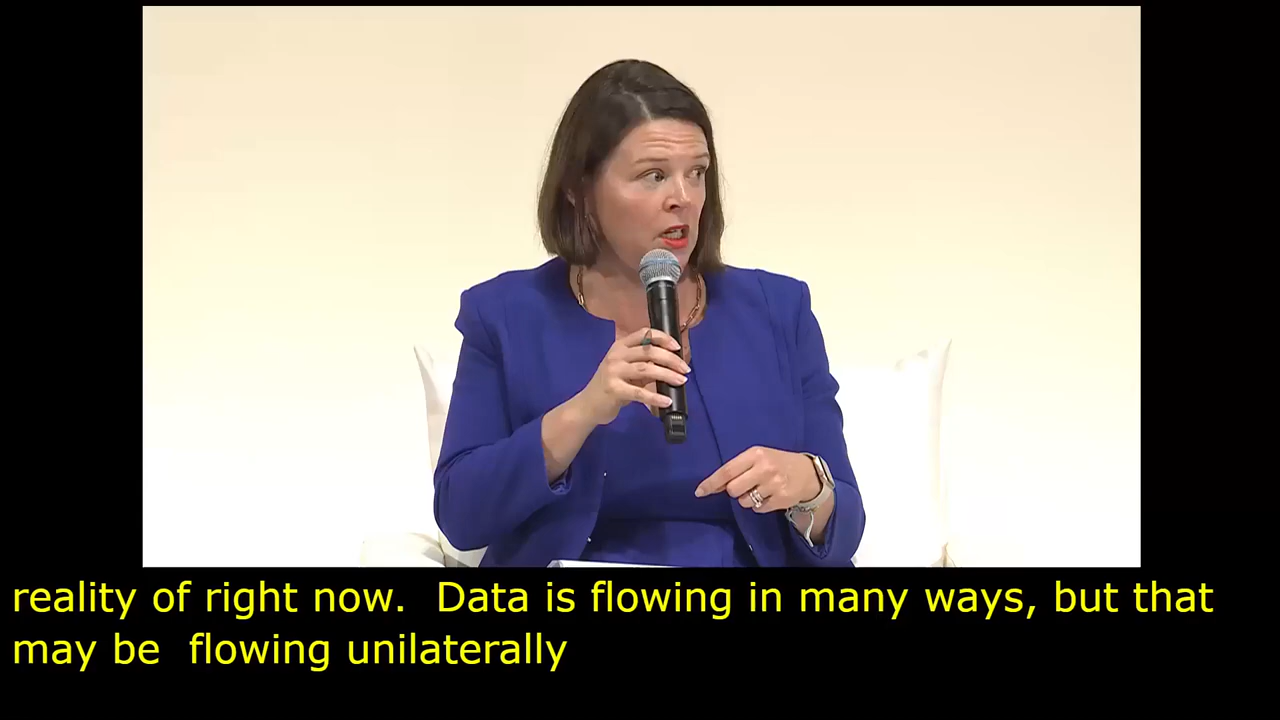 reality of right now.  Data is flowing in many ways, but that
may be  flowing unilaterally